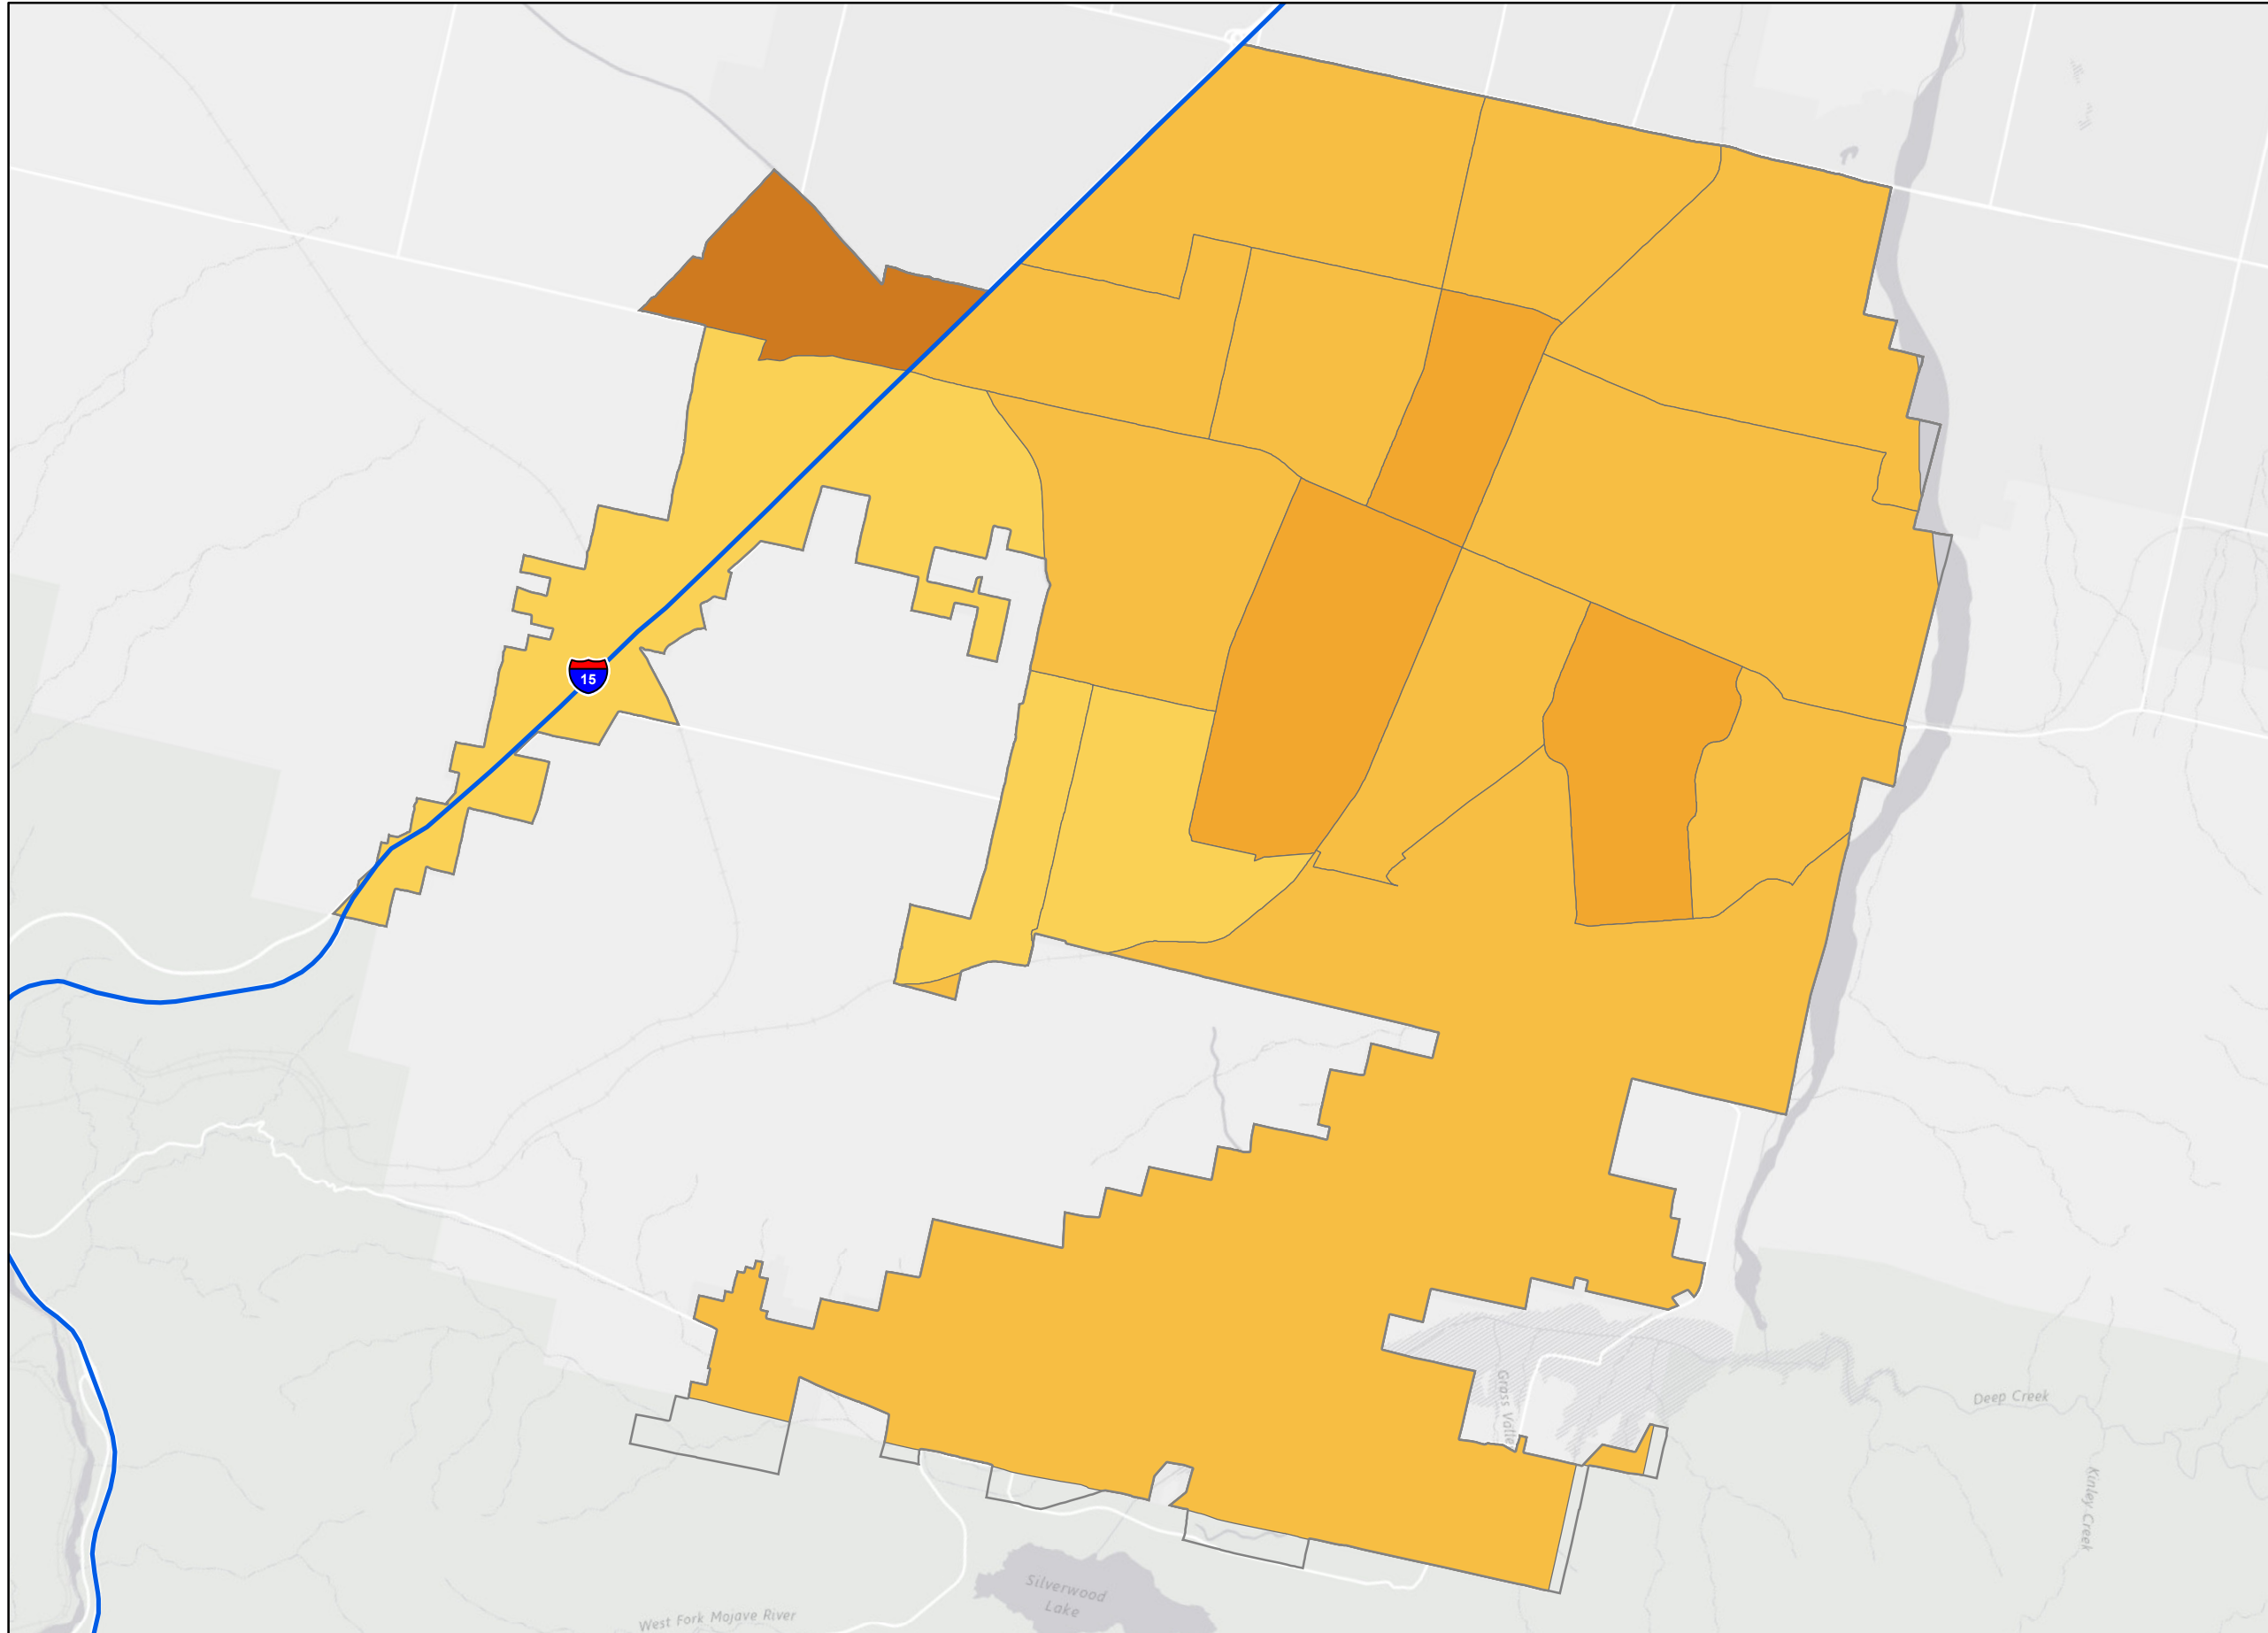 15
Grass Valle
Deep Creek
Kinley Creek
Silverwood
Lake
West Fork Mojave River